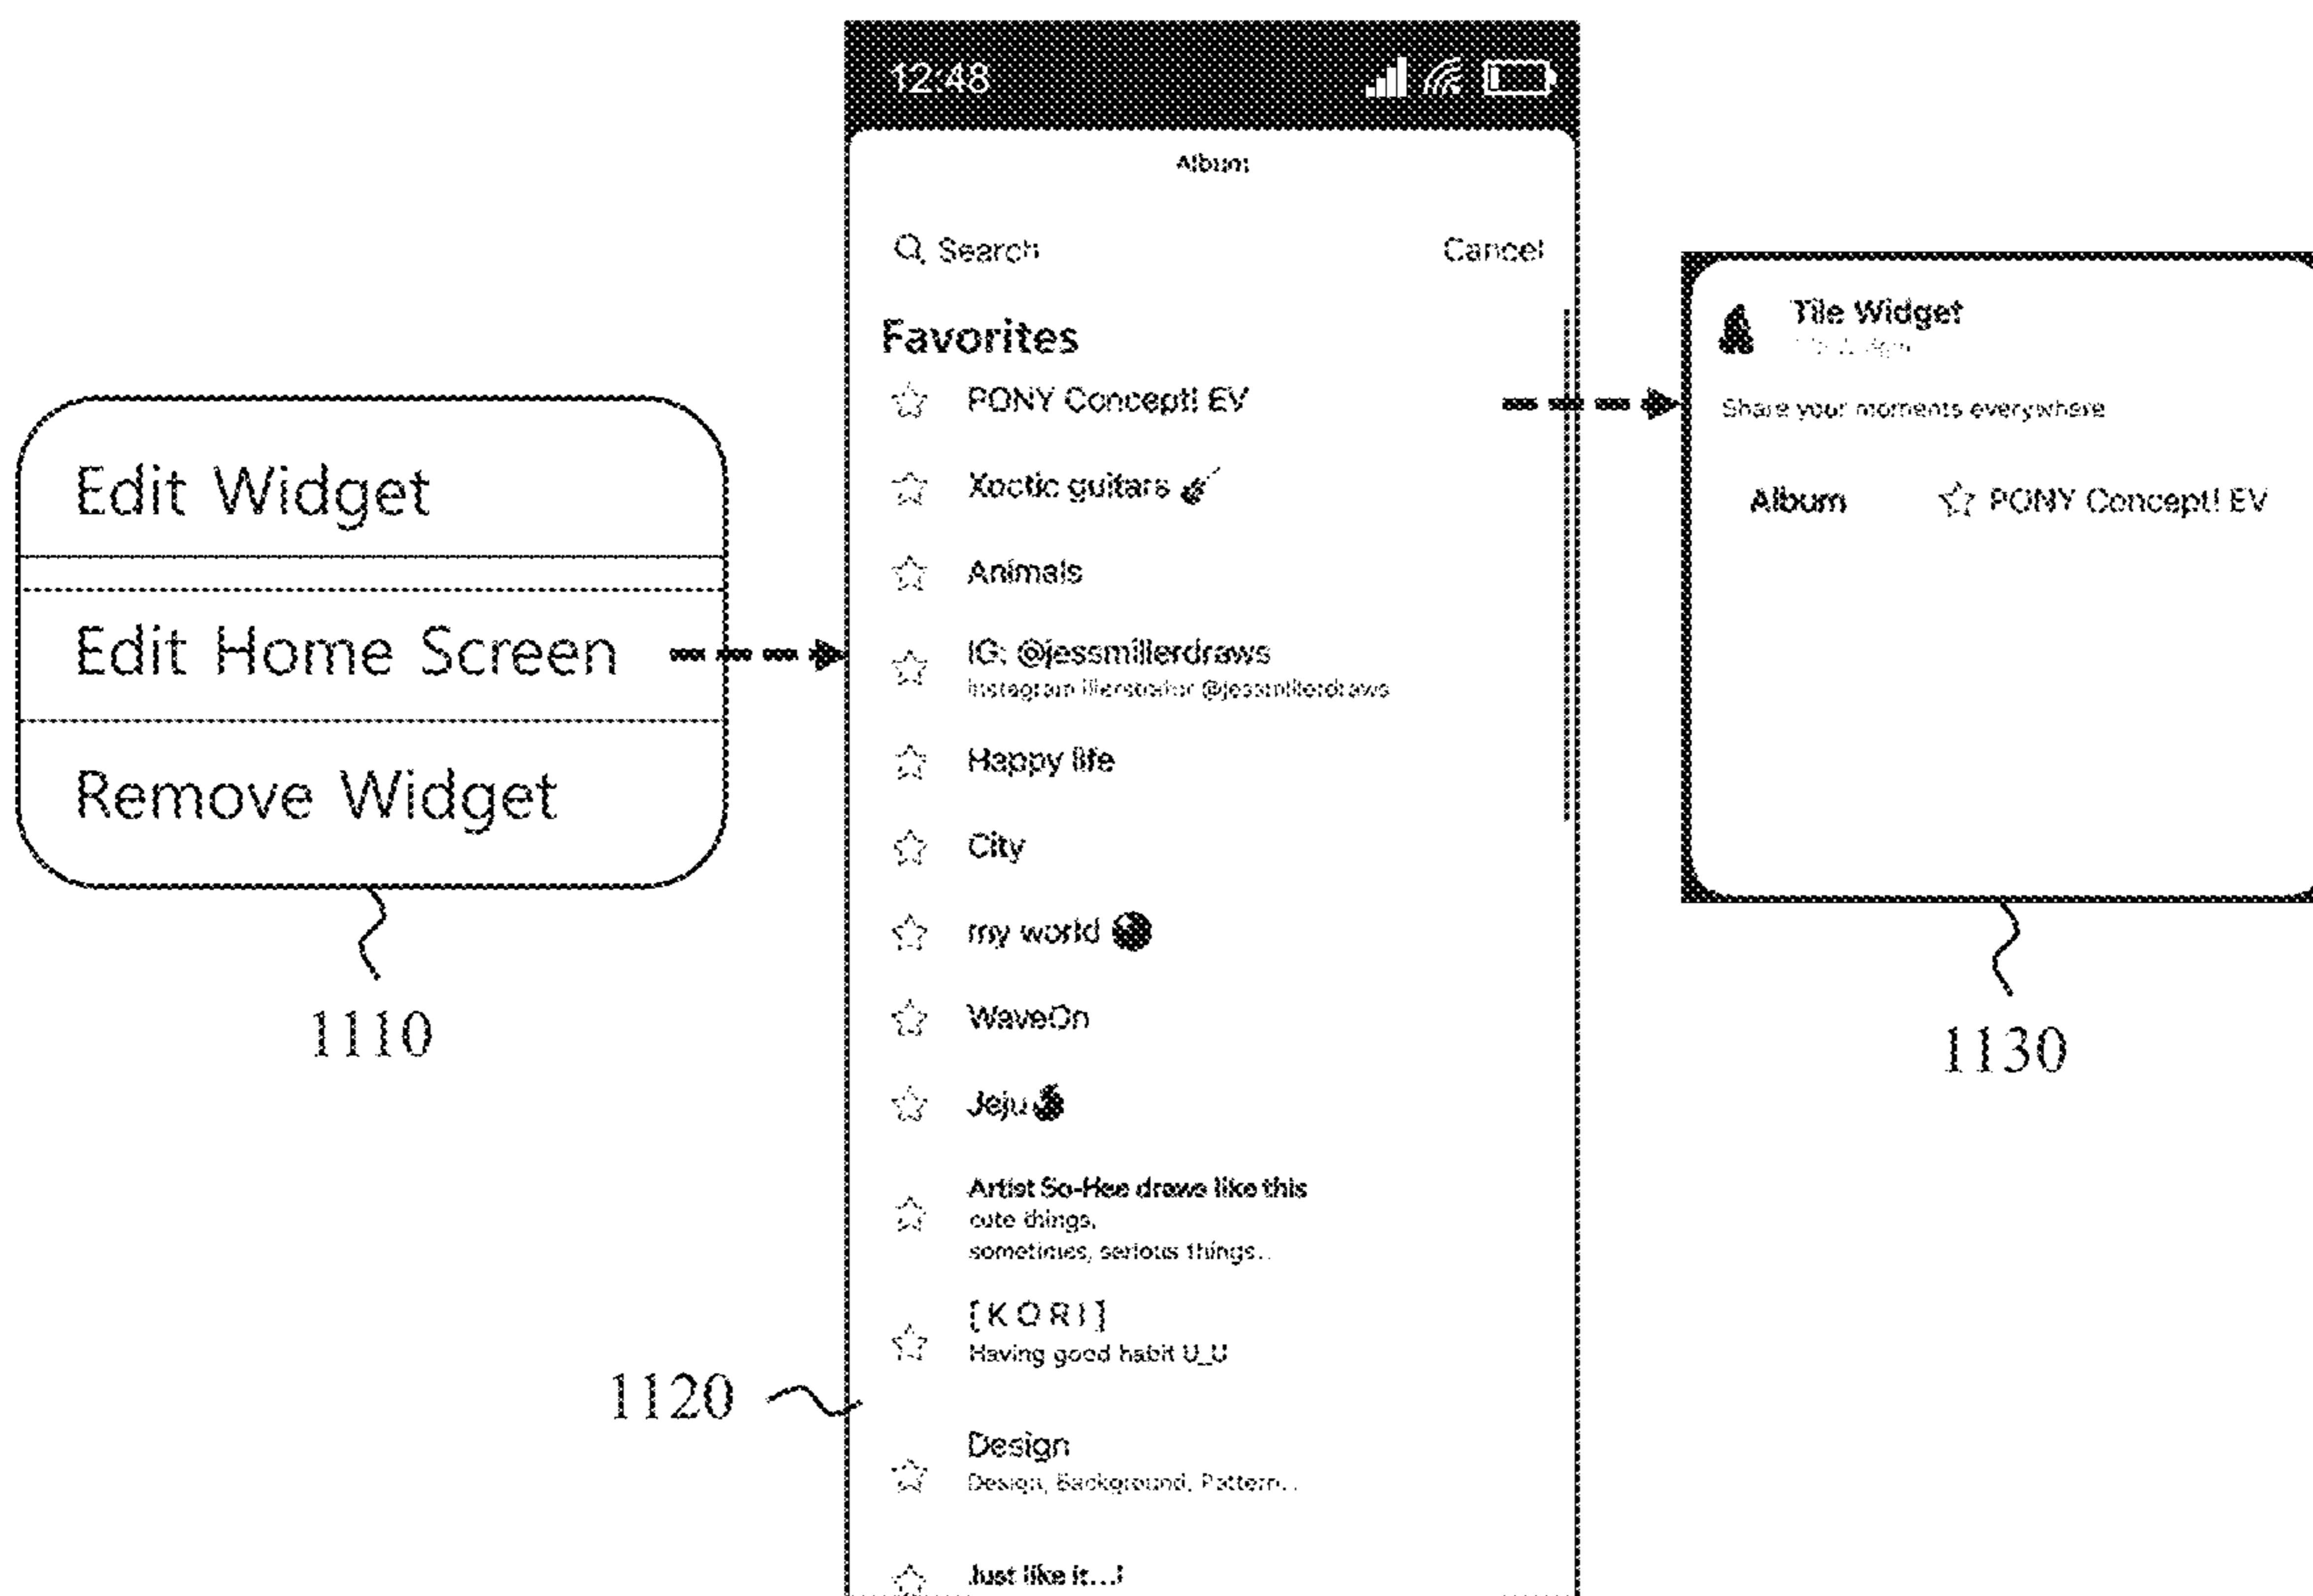 Edit Widget
Edit Home Screen
Remove Widget
1110
12:48
Album
Search Cancel
Favorites
PONY Concept! EV
Xoctic guitars
Animals
IG: @jessmillerdraws
Instagram @jessmillerdraws
Happy life
City
my world
WaveOn
Jeju
Artist So-Hee draws like this
cute things,
sometimes, serious things..
[ K O R I ]
Having good habit U_U
Design
Design, Background, Pattern..
Just like it...!
1120
Tile Widget
Share your moments everywhere
Album PONY Concept! EV
1130